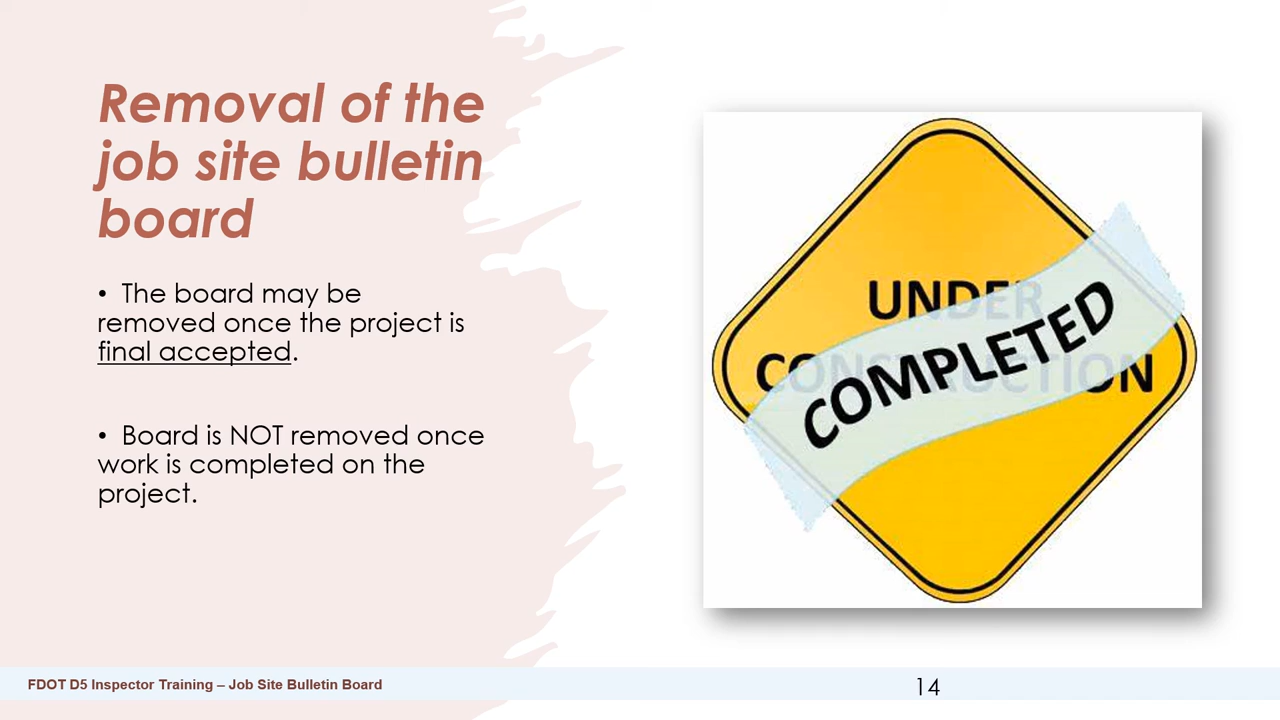 Removal of the
job site bulletin
board
• The board may be
removed once the project is
final accepted.
• Board is NOT removed once
work is completed on the
project.
UNDER
CONSTRUCTION
COMPLETED
FDOT D5 Inspector Training – Job Site Bulletin Board
14